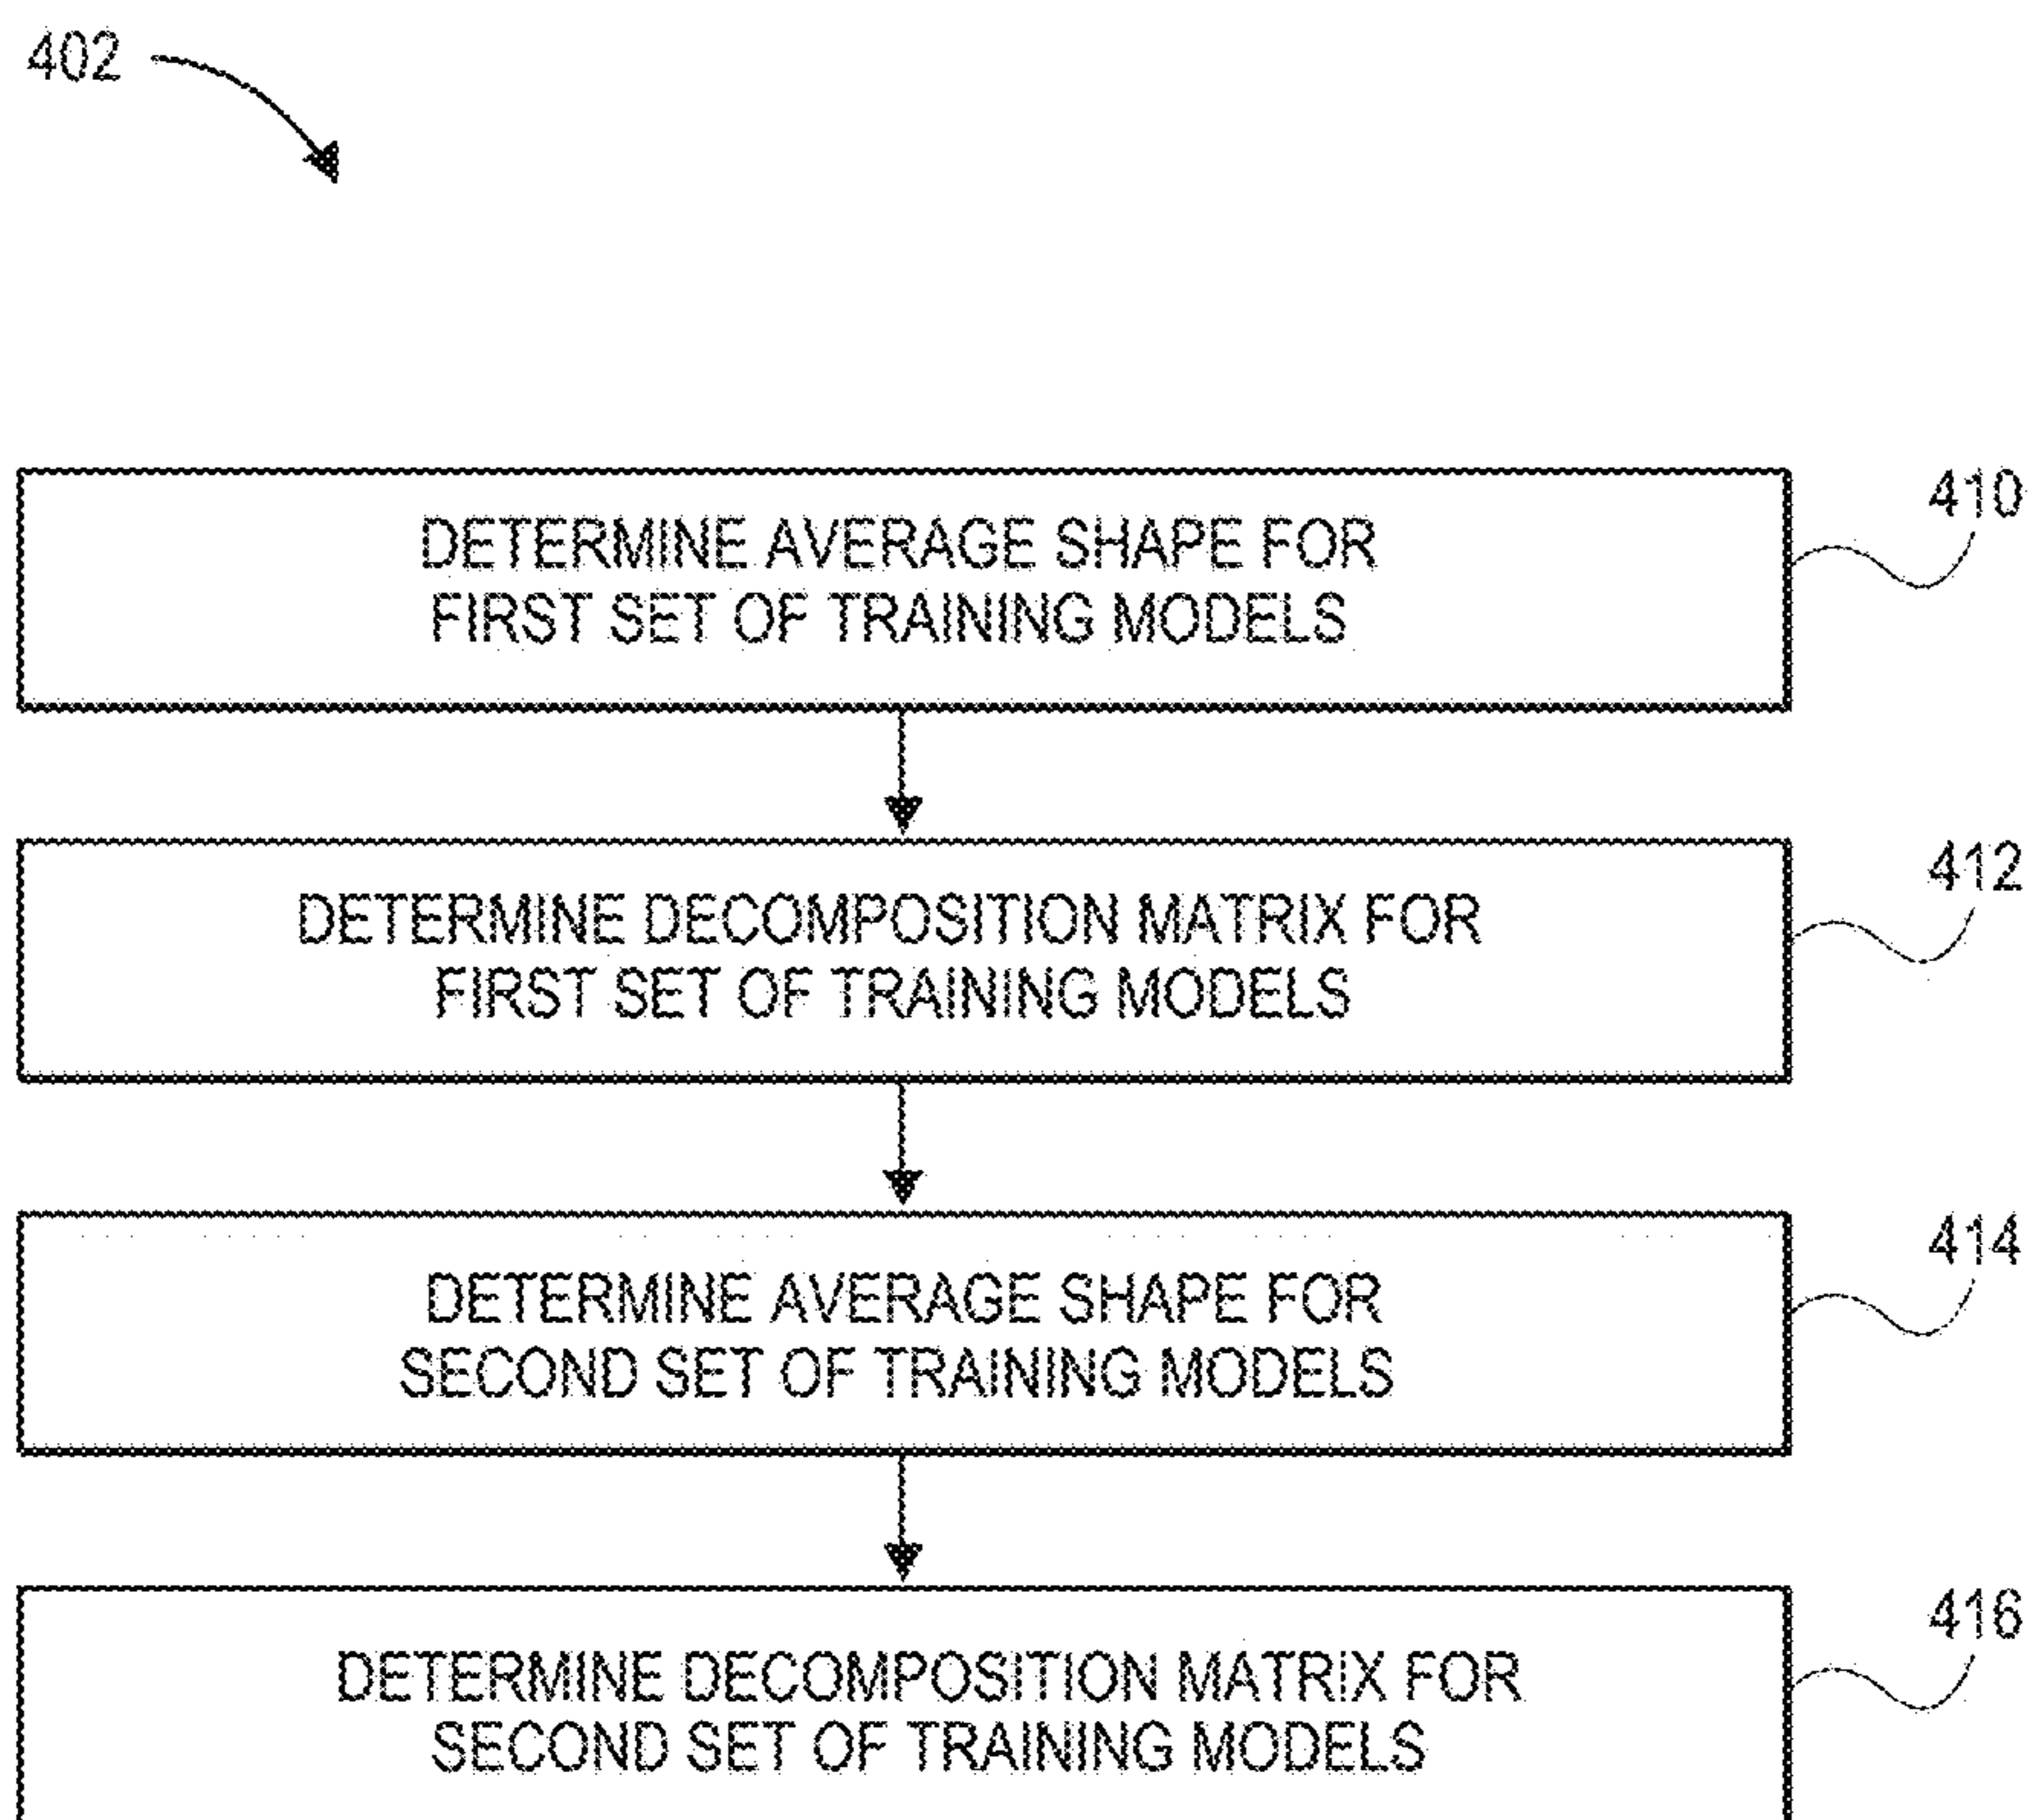 402
410
DETERMINE AVERAGE SHAPE FOR
FIRST SET OF TRAINING MODELS
412
DETERMINE DECOMPOSITION MATRIX FOR
FIRST SET OF TRAINING MODELS
414
DETERMINE AVERAGE SHAPE FOR
SECOND SET OF TRAINING MODELS
416
DETERMINE DECOMPOSITION MATRIX FOR
SECOND SET OF TRAINING MODELS